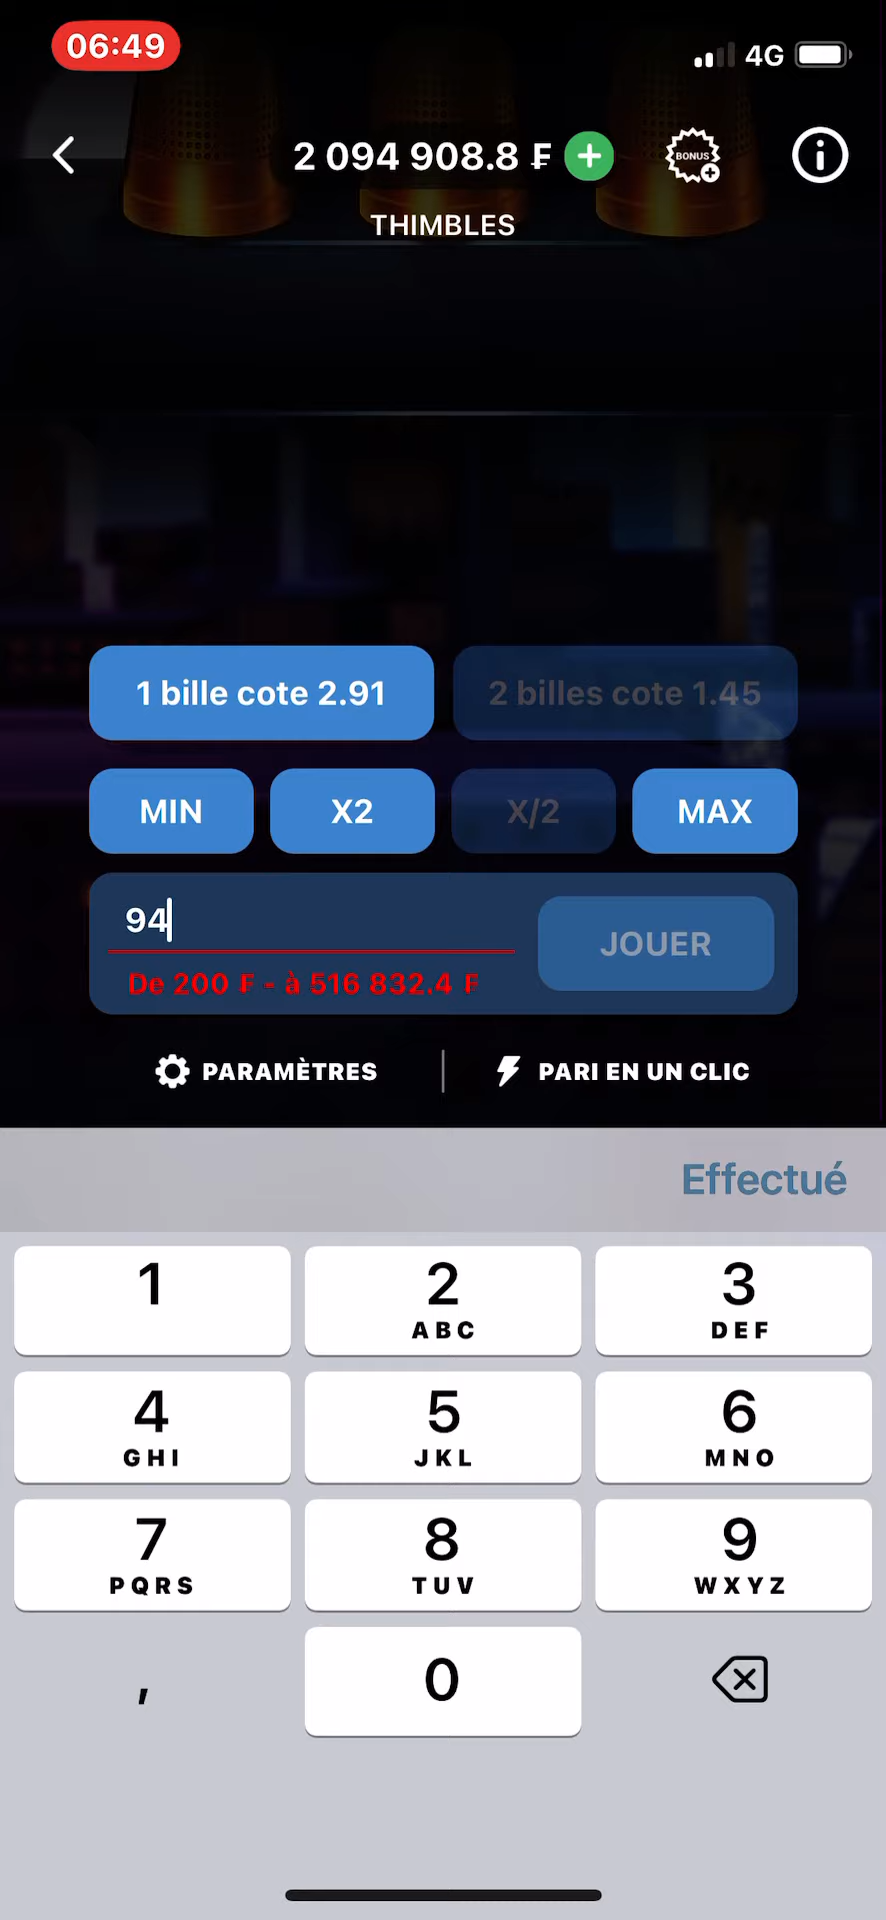 06:49
4G
2 094 908.8 ₣
BONUS
THIMBLES
1 bille cote 2.91
2 billes cote 1.45
MIN
X2
X/2
MAX
94
JOUER
De 200 ₣ - à 516 832.4 ₣
PARAMÈTRES
PARI EN UN CLIC
Effectué
1
2
ABC
3
DEF
4
GHI
5
JKL
6
MNO
7
PQRS
8
TUV
9
WXYZ
,
0